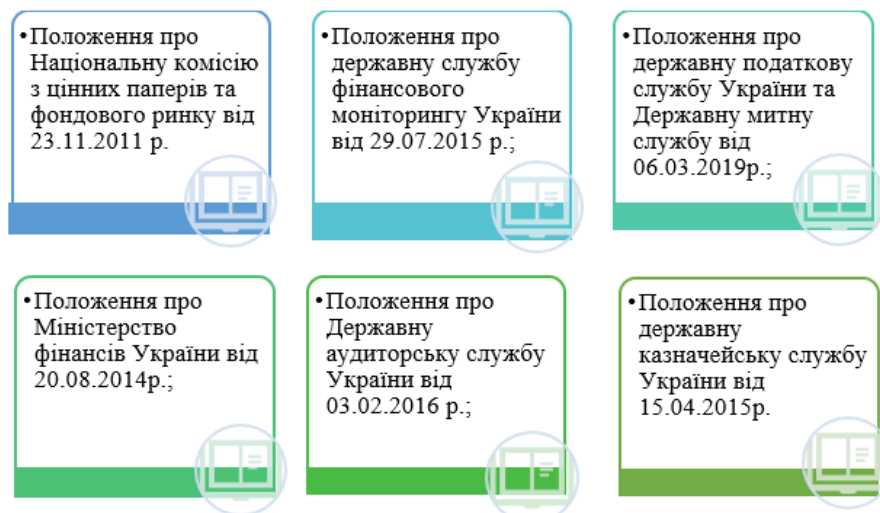 •Положення про
Національну комісію
з цінних паперів та
фондового ринку від
23.11.2011 р.
•Положення про
державну службу
фінансового
моніторингу України
від 29.07.2015 р.;
•Положення про
державну податкову
службу України та
Державну митну
службу від
06.03.2019р.;
•Положення про
Міністерство
фінансів України від
20.08.2014р.;
•Положення про
Державну
аудиторську службу
України від
03.02.2016 р.;
•Положення про
державну
казначейську службу
України від
15.04.2015р.